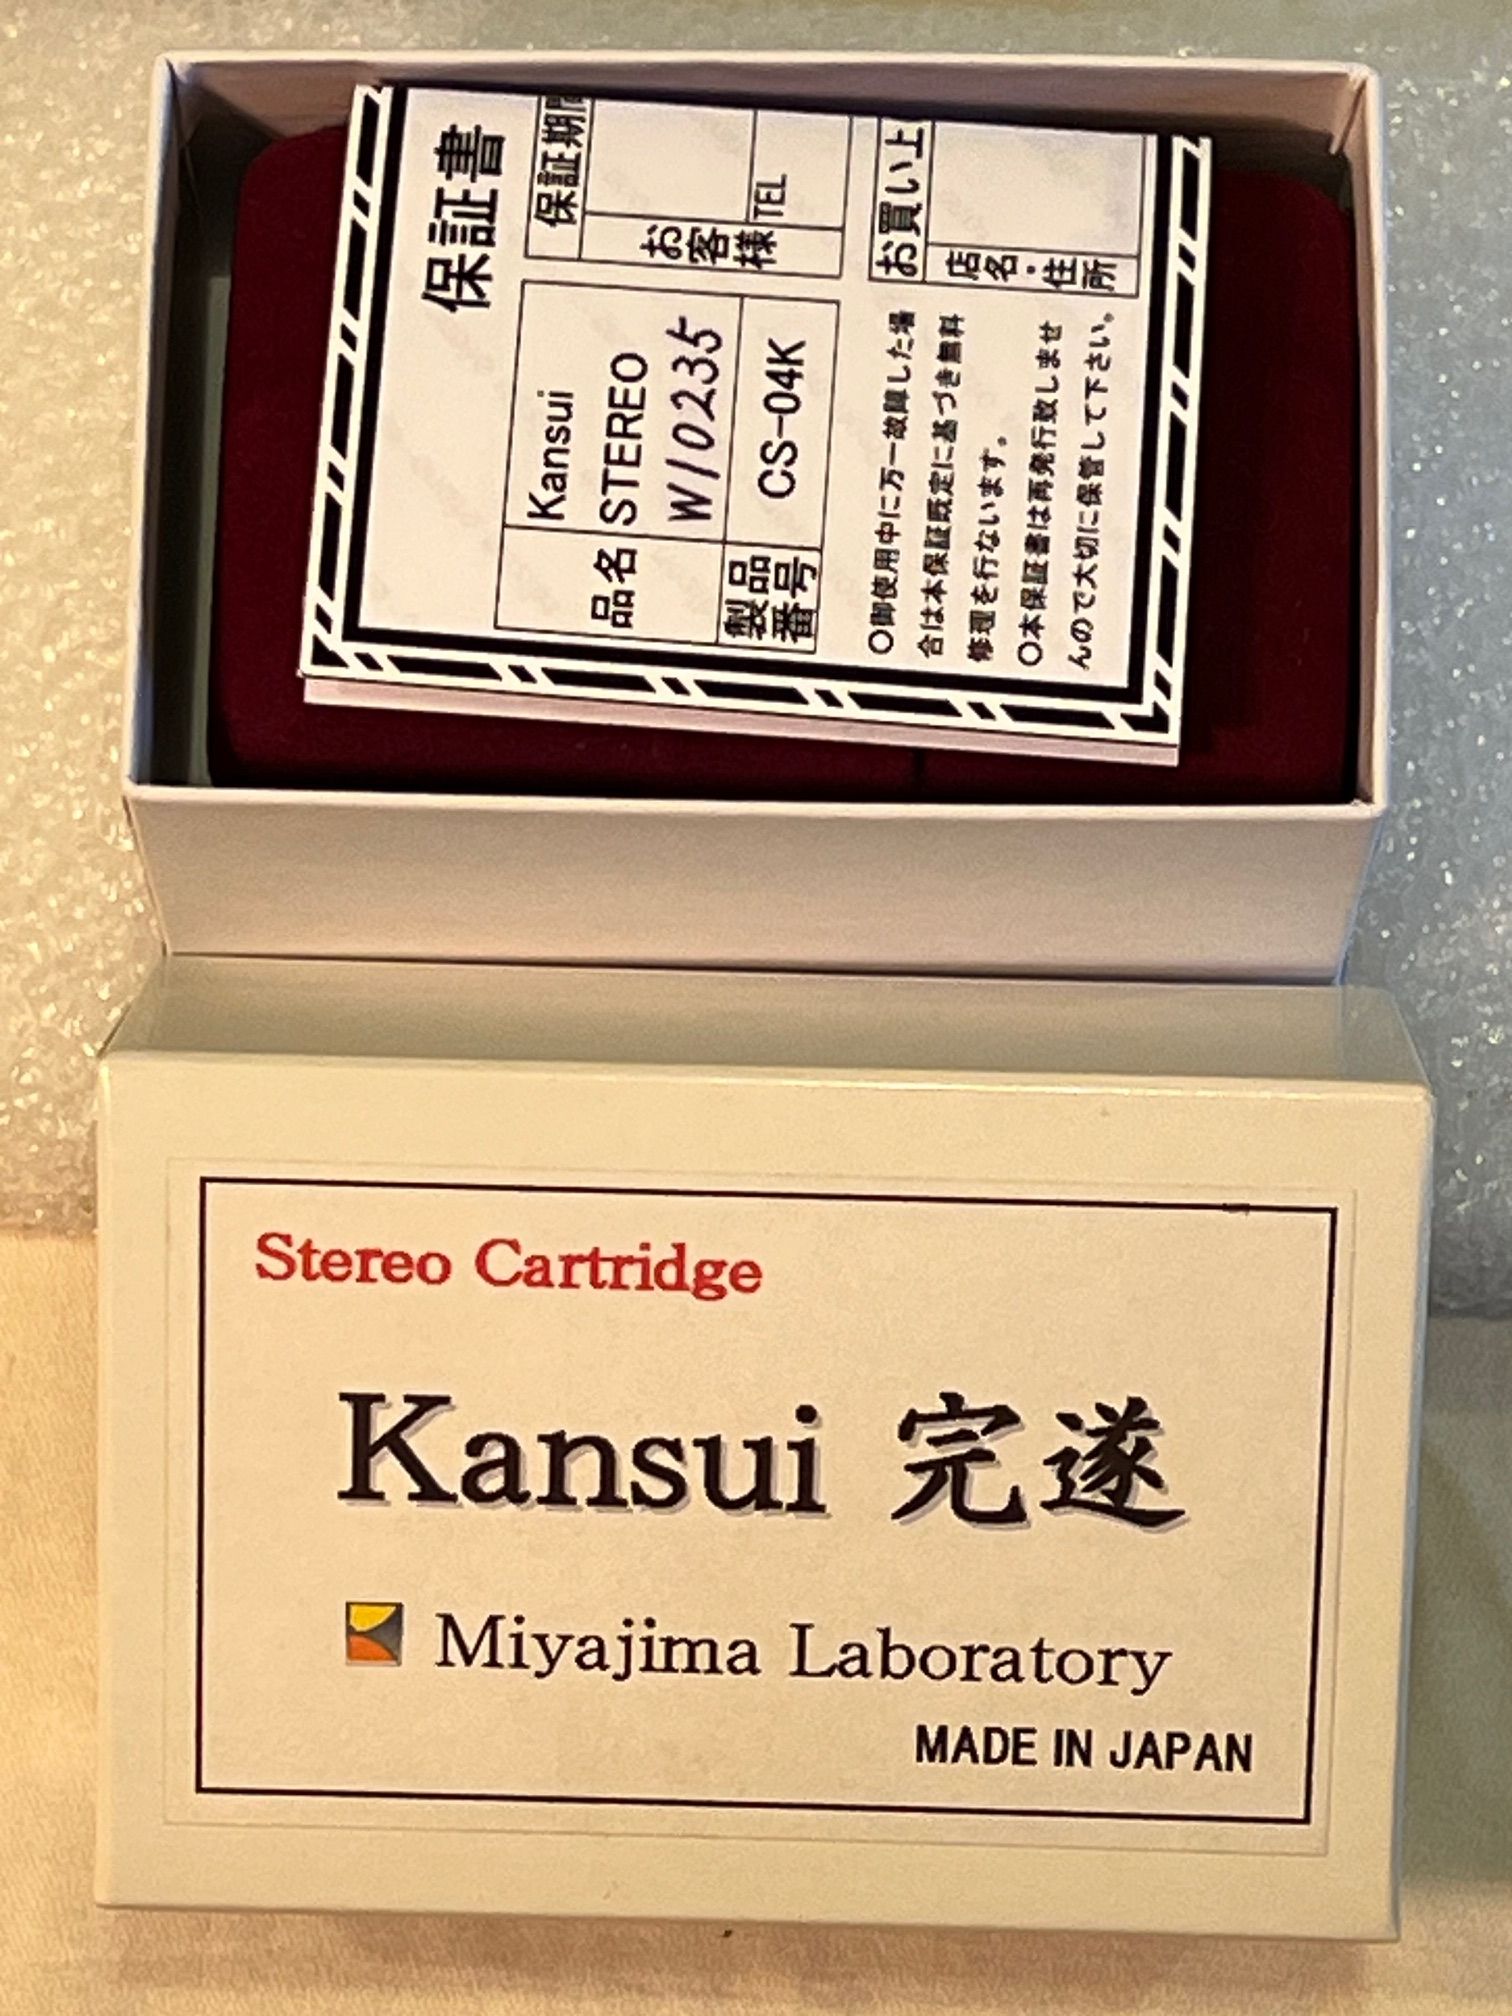 保証書
品名
Kansui
STEREO
W10235
製品
番号
CS-04K
〇御使用中に万一故障した場
合は本保証既定に基づき無料
修理を行ないます。
〇本保証書は再発行致しませ
んので大切に保管して下さい。
保証期間
お客様
TEL
お買い上
店名・住所
Stereo Cartridge
Kansui 完遂
Miyajima Laboratory
MADE IN JAPAN